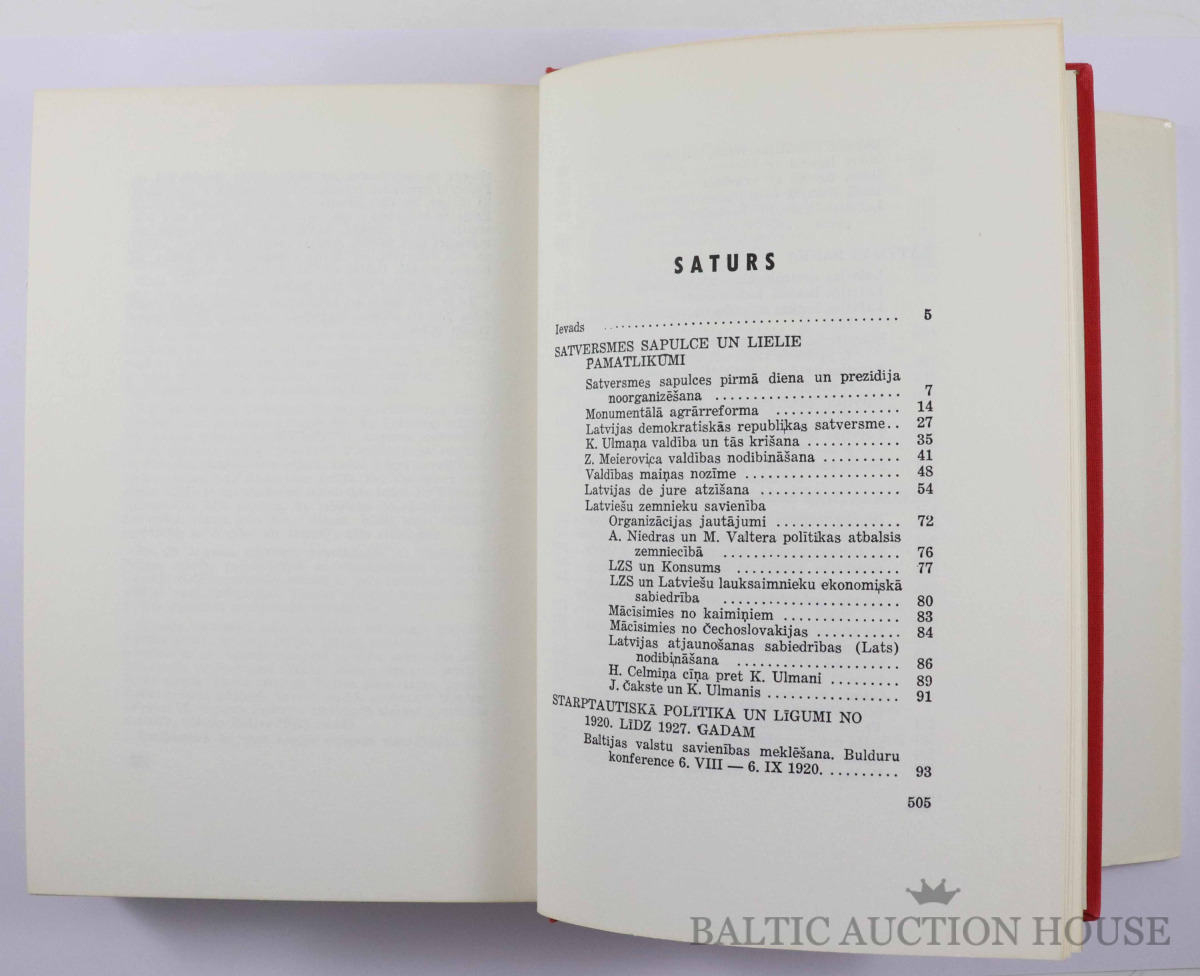 SATURS
Ievads ........................................ 5
SATVERSMES SAPULCE UN LIELIE
PAMATLIKUMI
Satversmes sapulces pirmā diena un prezidija
noorganizēšana ........................ 7
Monumentālā agrārreforma ................ 14
Latvijas demokratiskās republikas satversme.. 27
K. Ulmaņa valdība un tās krišana ............ 35
Z. Meierovica valdības nodibināšana .......... 41
Valdības maiņas nozīme .................... 48
Latvijas de jure atzīšana .................. 54
Latviešu zemnieku savienība
Organizācijas jautājumi ................ 72
A. Niedras un M. Valtera polītikas atbalsis
zemniecībā ....................... 76
LZS un Konsums ..................... 77
LZS un Latviešu lauksaimnieku ekonomiskā
sabiedrība ....................... 80
Mācīsimies no kaimiņiem ............... 83
Mācīsimies no Čechoslovakijas ........... 84
Latvijas atjaunošanas sabiedrības (Lats)
nodibināšana ..................... 86
H. Celmiņa cīņa pret K. Ulmani ......... 89
J. Čakste un K. Ulmanis ................. 91
STARPTAUTISKĀ POLĪTIKA UN LĪGUMI NO
1920. LĪDZ 1927. GADAM
Baltijas valstu savienības meklēšana. Bulduru
konference 6. VIII — 6. IX 1920. ......... 93
505
BALTIC AUCTION HOUSE